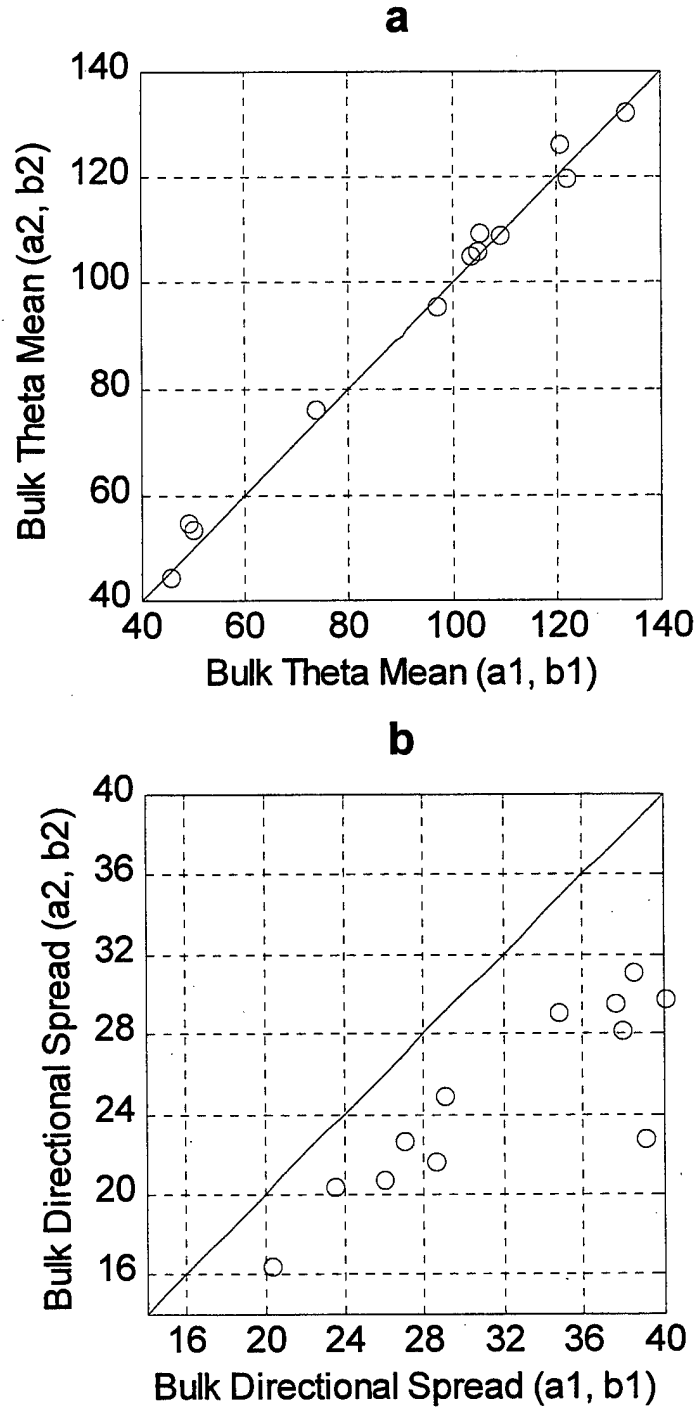 a
140
120
100
80
60
40
40 60 80 100 120 140
Bulk Theta Mean (a2, b2)
Bulk Theta Mean (a1, b1)
b
40
36
32
28
24
20
16
16 20 24 28 32 36 40
Bulk Directional Spread (a2, b2)
Bulk Directional Spread (a1, b1)